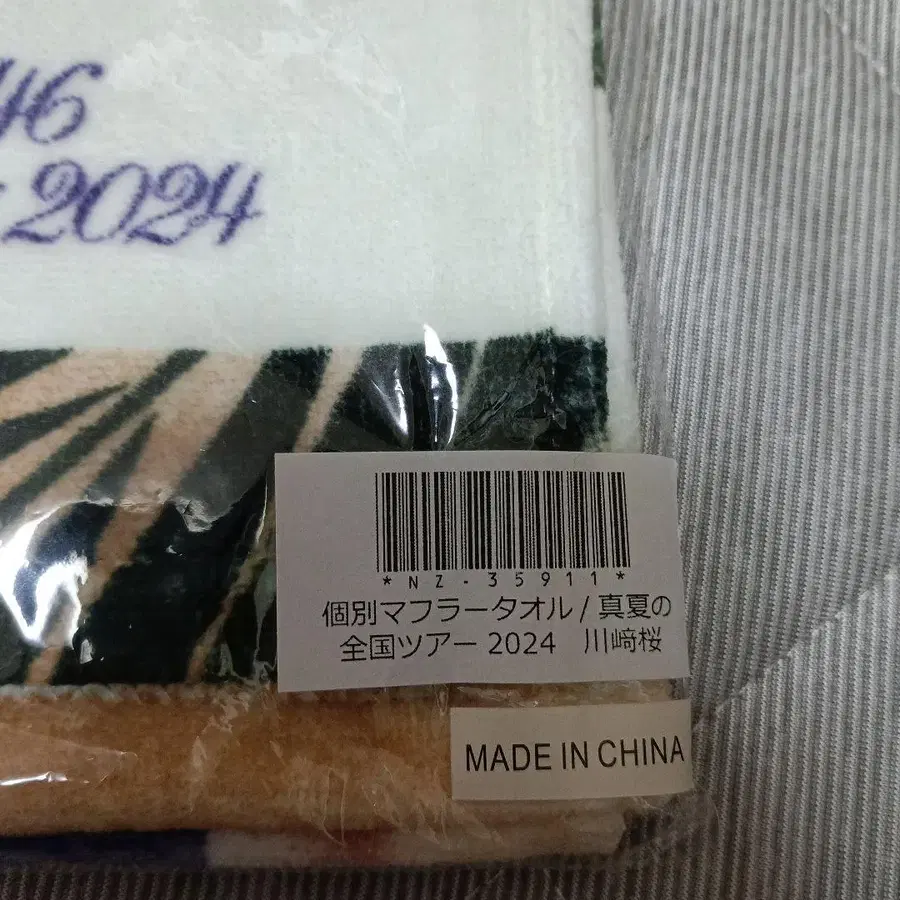 46
2024
*NZ-35911*
個別マフラータオル / 真夏の
全国ツアー 2024　川﨑桜
MADE IN CHINA